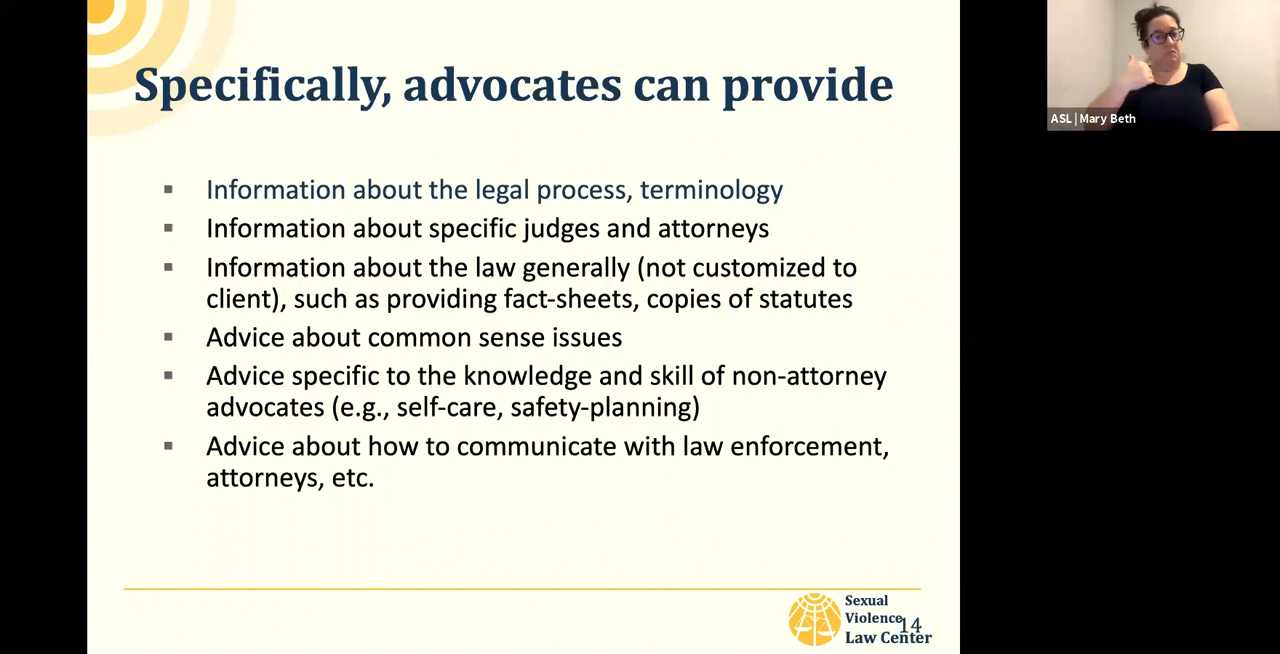 Specifically, advocates can provide
▪ Information about the legal process, terminology
▪ Information about specific judges and attorneys
▪ Information about the law generally (not customized to
client), such as providing fact-sheets, copies of statutes
▪ Advice about common sense issues
▪ Advice specific to the knowledge and skill of non-attorney
advocates (e.g., self-care, safety-planning)
▪ Advice about how to communicate with law enforcement,
attorneys, etc.
Sexual
Violence
Law Center
14
ASL | Mary Beth